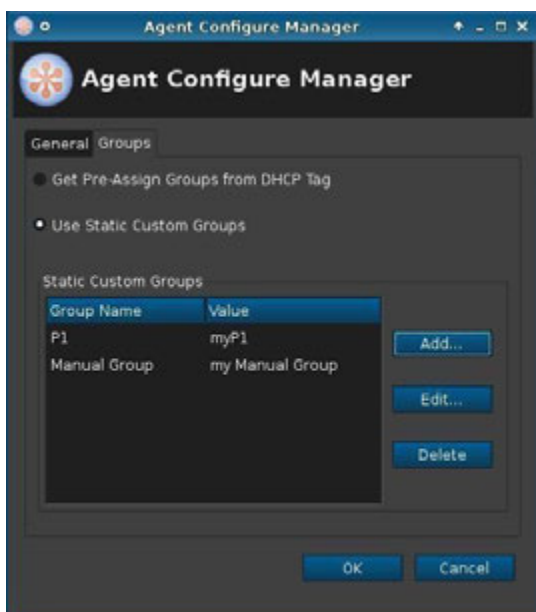 Agent Configure Manager
Agent Configure Manager
General Groups
Get Pre-Assign Groups from DHCP Tag
Use Static Custom Groups
Static Custom Groups
Group Name Value
P1 myP1
Manual Group my Manual Group
Add...
Edit...
Delete
OK Cancel